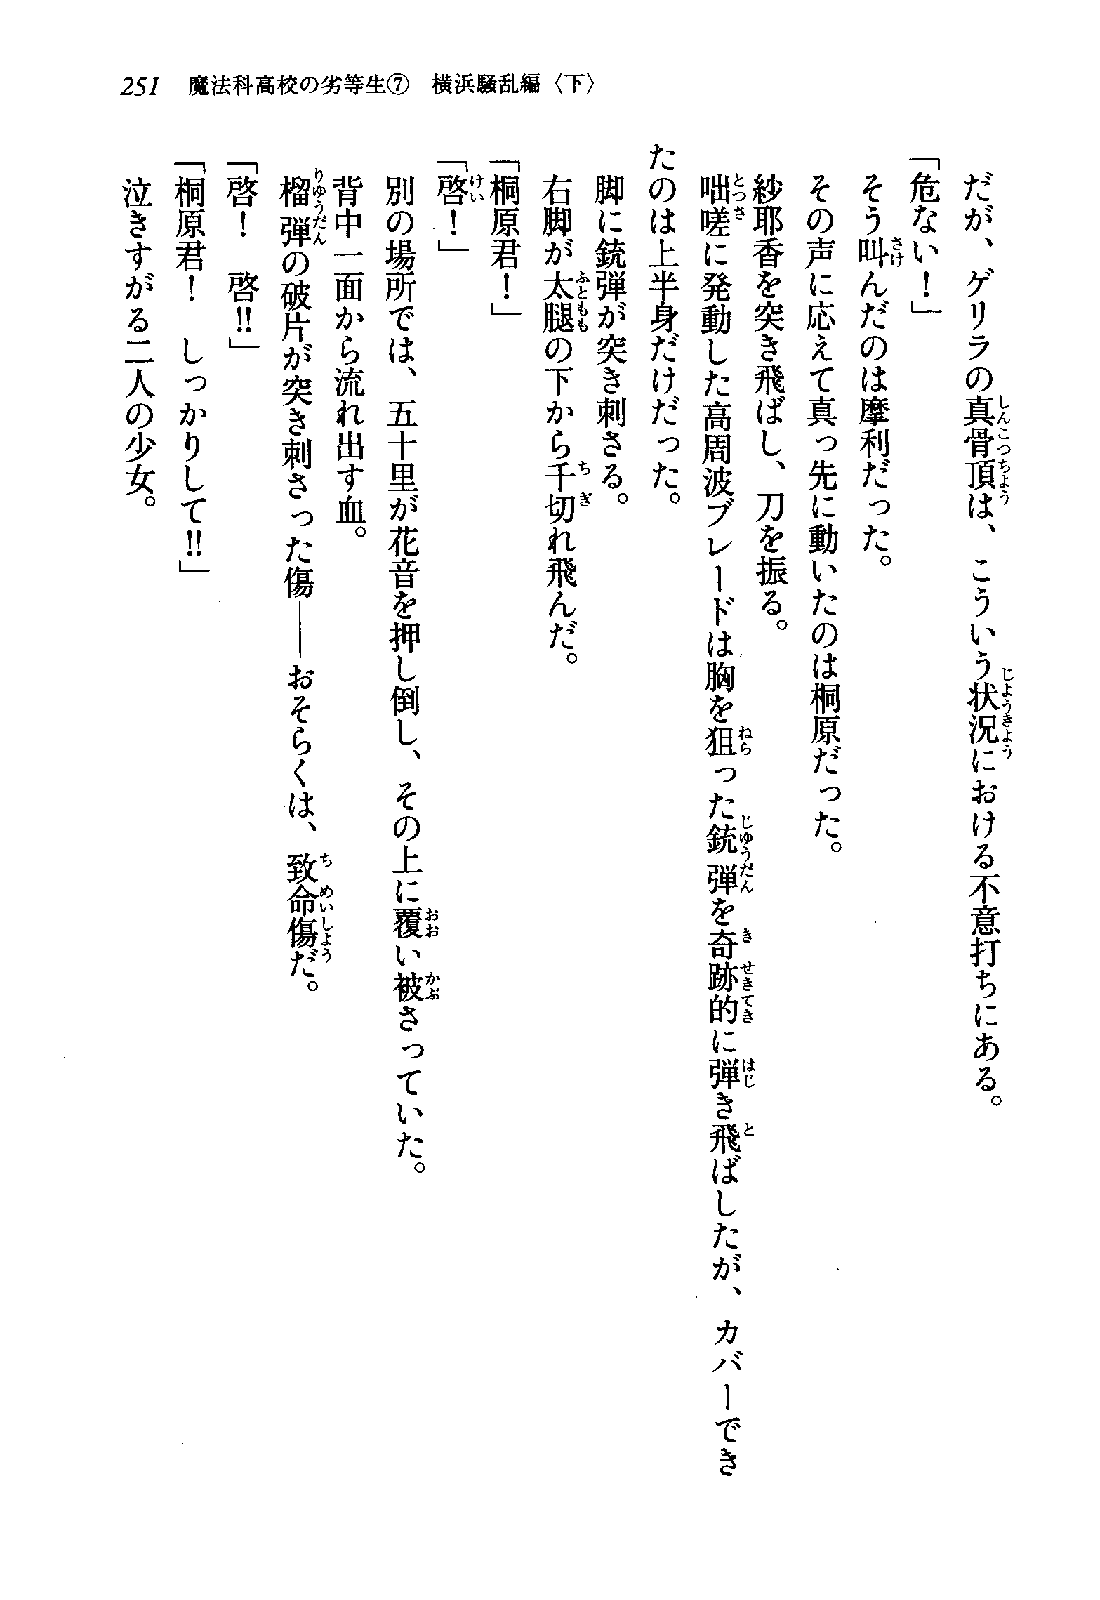 251 魔法科高校の劣等生⑦ 横浜騒乱編〈下〉
だが、ゲリラの真骨頂は、こういう状況における不意打ちにある。
「危ない！」
そう叫んだのは摩利だった。
その声に応えて真っ先に動いたのは桐原だった。
紗耶香を突き飛ばし、刀を振る。
咄嗟に発動した高周波ブレードは胸を狙った銃弾を奇跡的に弾き飛ばしたが、カバーでき
たのは上半身だけだった。
脚に銃弾が突き刺さる。
右脚が太腿の下から千切れ飛んだ。
「桐原君！」
「啓！」
別の場所では、五十里が花音を押し倒し、その上に覆い被さっていた。
背中一面から流れ出す血。
榴弾の破片が突き刺さった傷――おそらくは、致命傷だ。
「啓！　啓!!」
「桐原君！　しっかりして!!」
泣きすがる二人の少女。